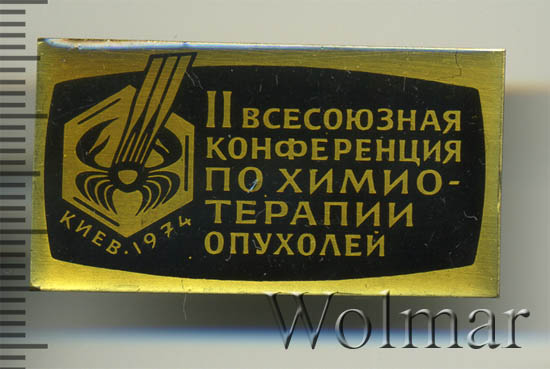 II ВСЕСОЮЗНАЯ
КОНФЕРЕНЦИЯ
ПО ХИМИО-
ТЕРАПИИ
ОПУХОЛЕЙ
КИЕВ. 1974
Wolmar